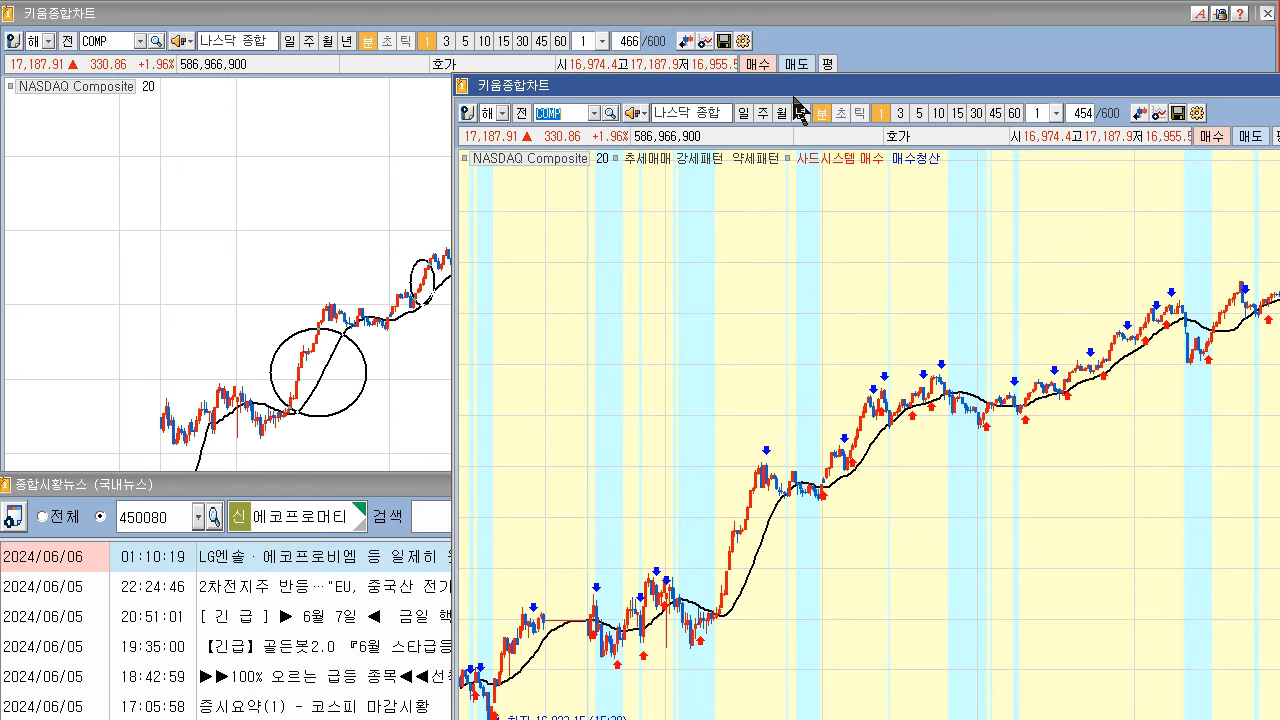 키움종합차트
해 전 COMP 나스닥 종합 일 주 월 년 분 초 틱 1 3 5 10 15 30 45 60 1 466 /600
17,187.91 ▲ 330.86 +1.96% 586,966,900 호가 시 16,974.4 고 17,187.9 저 16,955.5 매수 매도 평
NASDAQ Composite 20
키움종합차트
해 전 COMP 나스닥 종합 일 주 월 년 분 초 틱 1 3 5 10 15 30 45 60 1 454 /600
17,187.91 ▲ 330.86 +1.96% 586,966,900 호가 시 16,974.4 고 17,187.9 저 16,955.5 매수 매도
NASDAQ Composite 20 추세매매 강세패턴 약세패턴 사드시스템 매수 매수청산
종합시황뉴스 (국내뉴스)
전체 450080 신 에코프로머티 검색
2024/06/06 01:10:19 LG엔솔·에코프로비엠 등 일제히
2024/06/05 22:24:46 2차전지주 반등…"EU, 중국산 전기
2024/06/05 20:51:01 [ 긴 급 ] ▶ 6월 7일 ◀ 금일 핵
2024/06/05 19:35:00 【긴급】골든봇2.0 『6월 스타급등
2024/06/05 18:42:59 ▶▶100% 오르는 급등 종목◀◀선착
2024/06/05 17:05:58 증시요약(1) - 코스피 마감시황